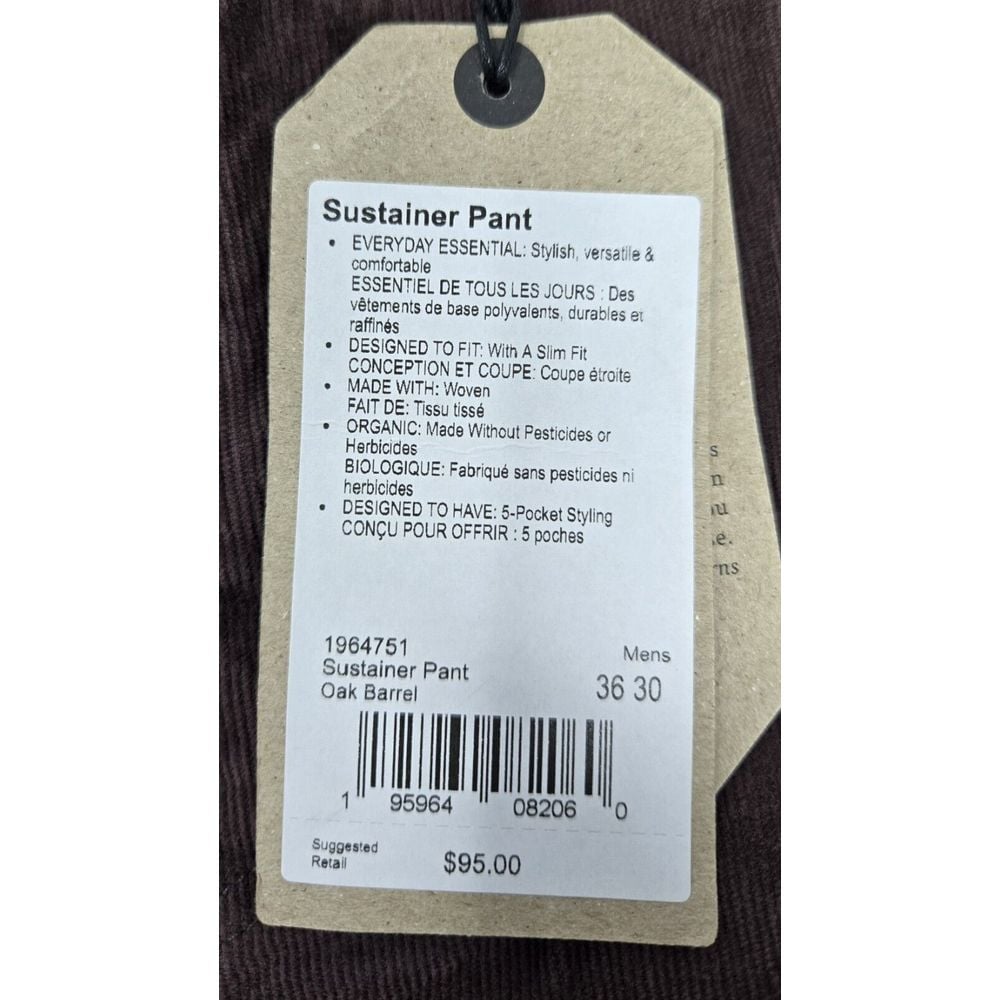 Sustainer Pant
• EVERYDAY ESSENTIAL: Stylish, versatile &
comfortable
ESSENTIEL DE TOUS LES JOURS : Des
vêtements de base polyvalents, durables et
raffinés
• DESIGNED TO FIT: With A Slim Fit
CONCEPTION ET COUPE: Coupe étroite
• MADE WITH: Woven
FAIT DE: Tissu tissé
• ORGANIC: Made Without Pesticides or
Herbicides
BIOLOGIQUE: Fabriqué sans pesticides ni
herbicides
• DESIGNED TO HAVE: 5-Pocket Styling
CONÇU POUR OFFRIR : 5 poches
1964751
Sustainer Pant
Oak Barrel
Mens
36 30
1 95964 08206 0
Suggested
Retail
$95.00